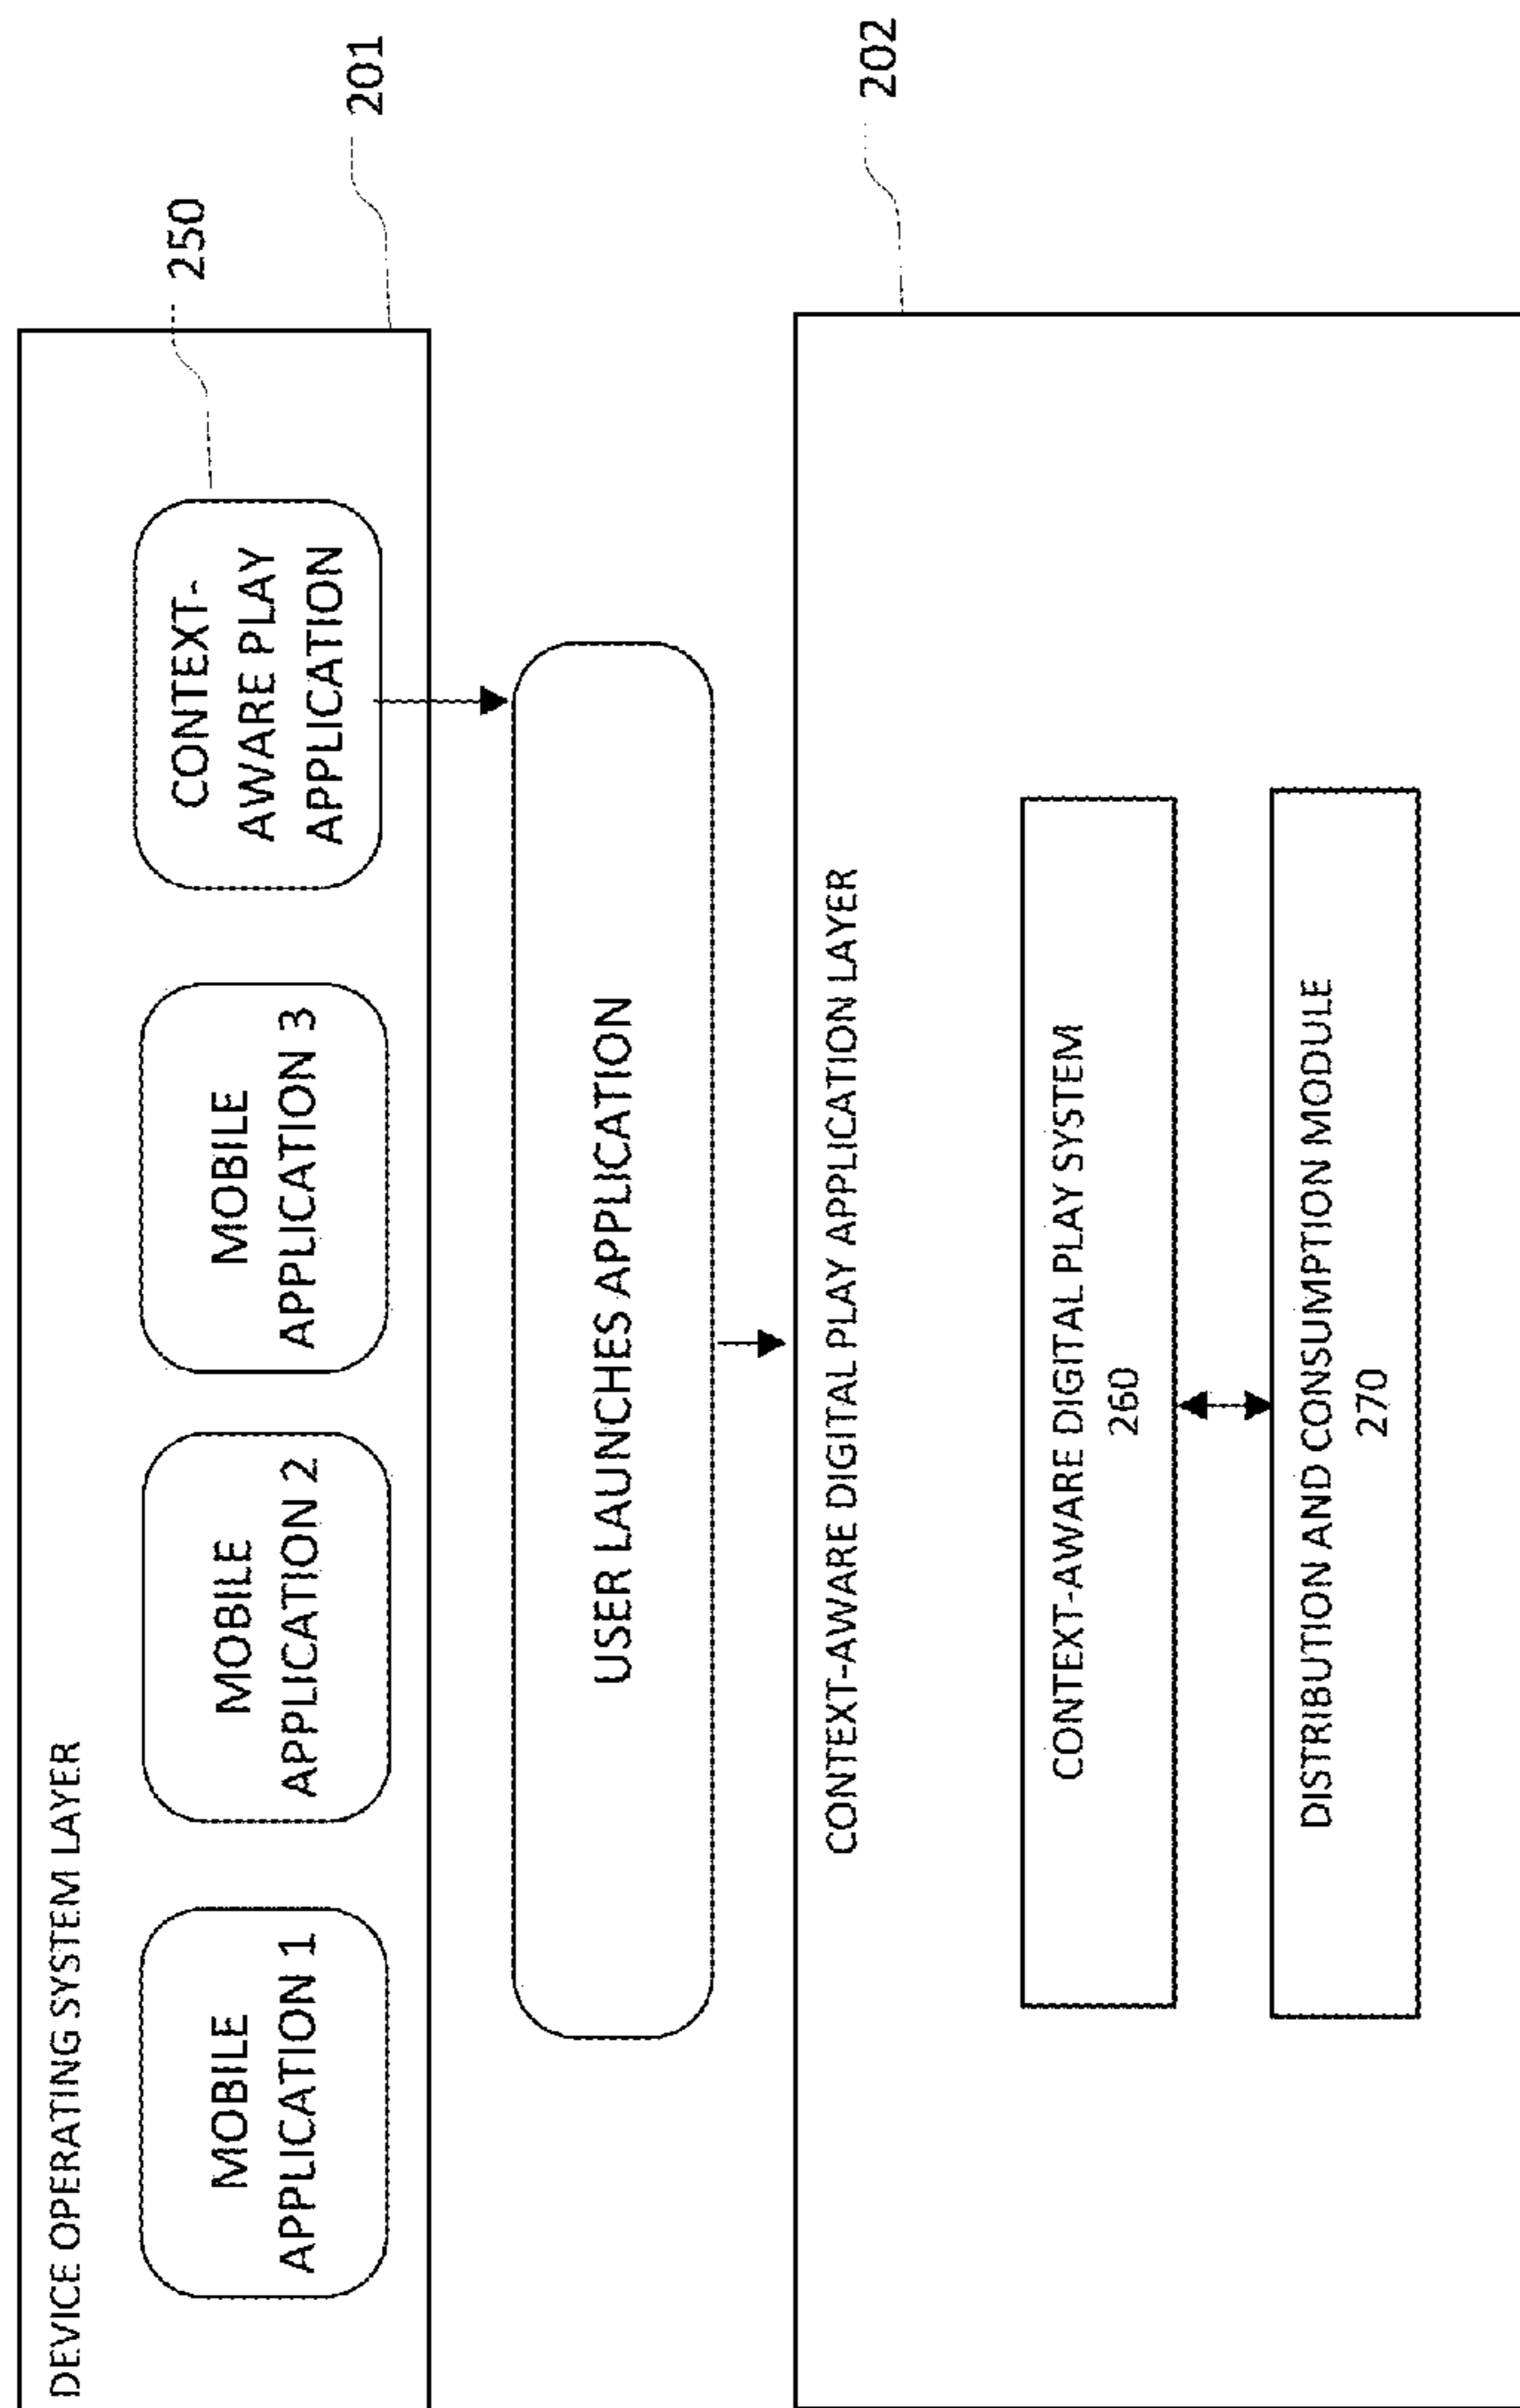 DEVICE OPERATING SYSTEM LAYER
MOBILE
APPLICATION 1
MOBILE
APPLICATION 2
MOBILE
APPLICATION 3
CONTEXT-
AWARE PLAY
APPLICATION
250
201
USER LAUNCHES APPLICATION
202
CONTEXT-AWARE DIGITAL PLAY APPLICATION LAYER
CONTEXT-AWARE DIGITAL PLAY SYSTEM
260
DISTRIBUTION AND CONSUMPTION MODULE
270